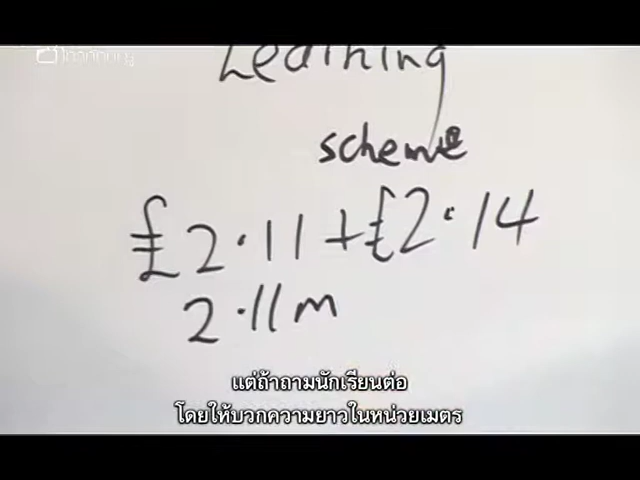 Learning
scheme
£2·11 + £2·14
2·11m
แต่ถ้าถามนักเรียนต่อ
โดยให้บวกความยาวในหน่วยเมตร